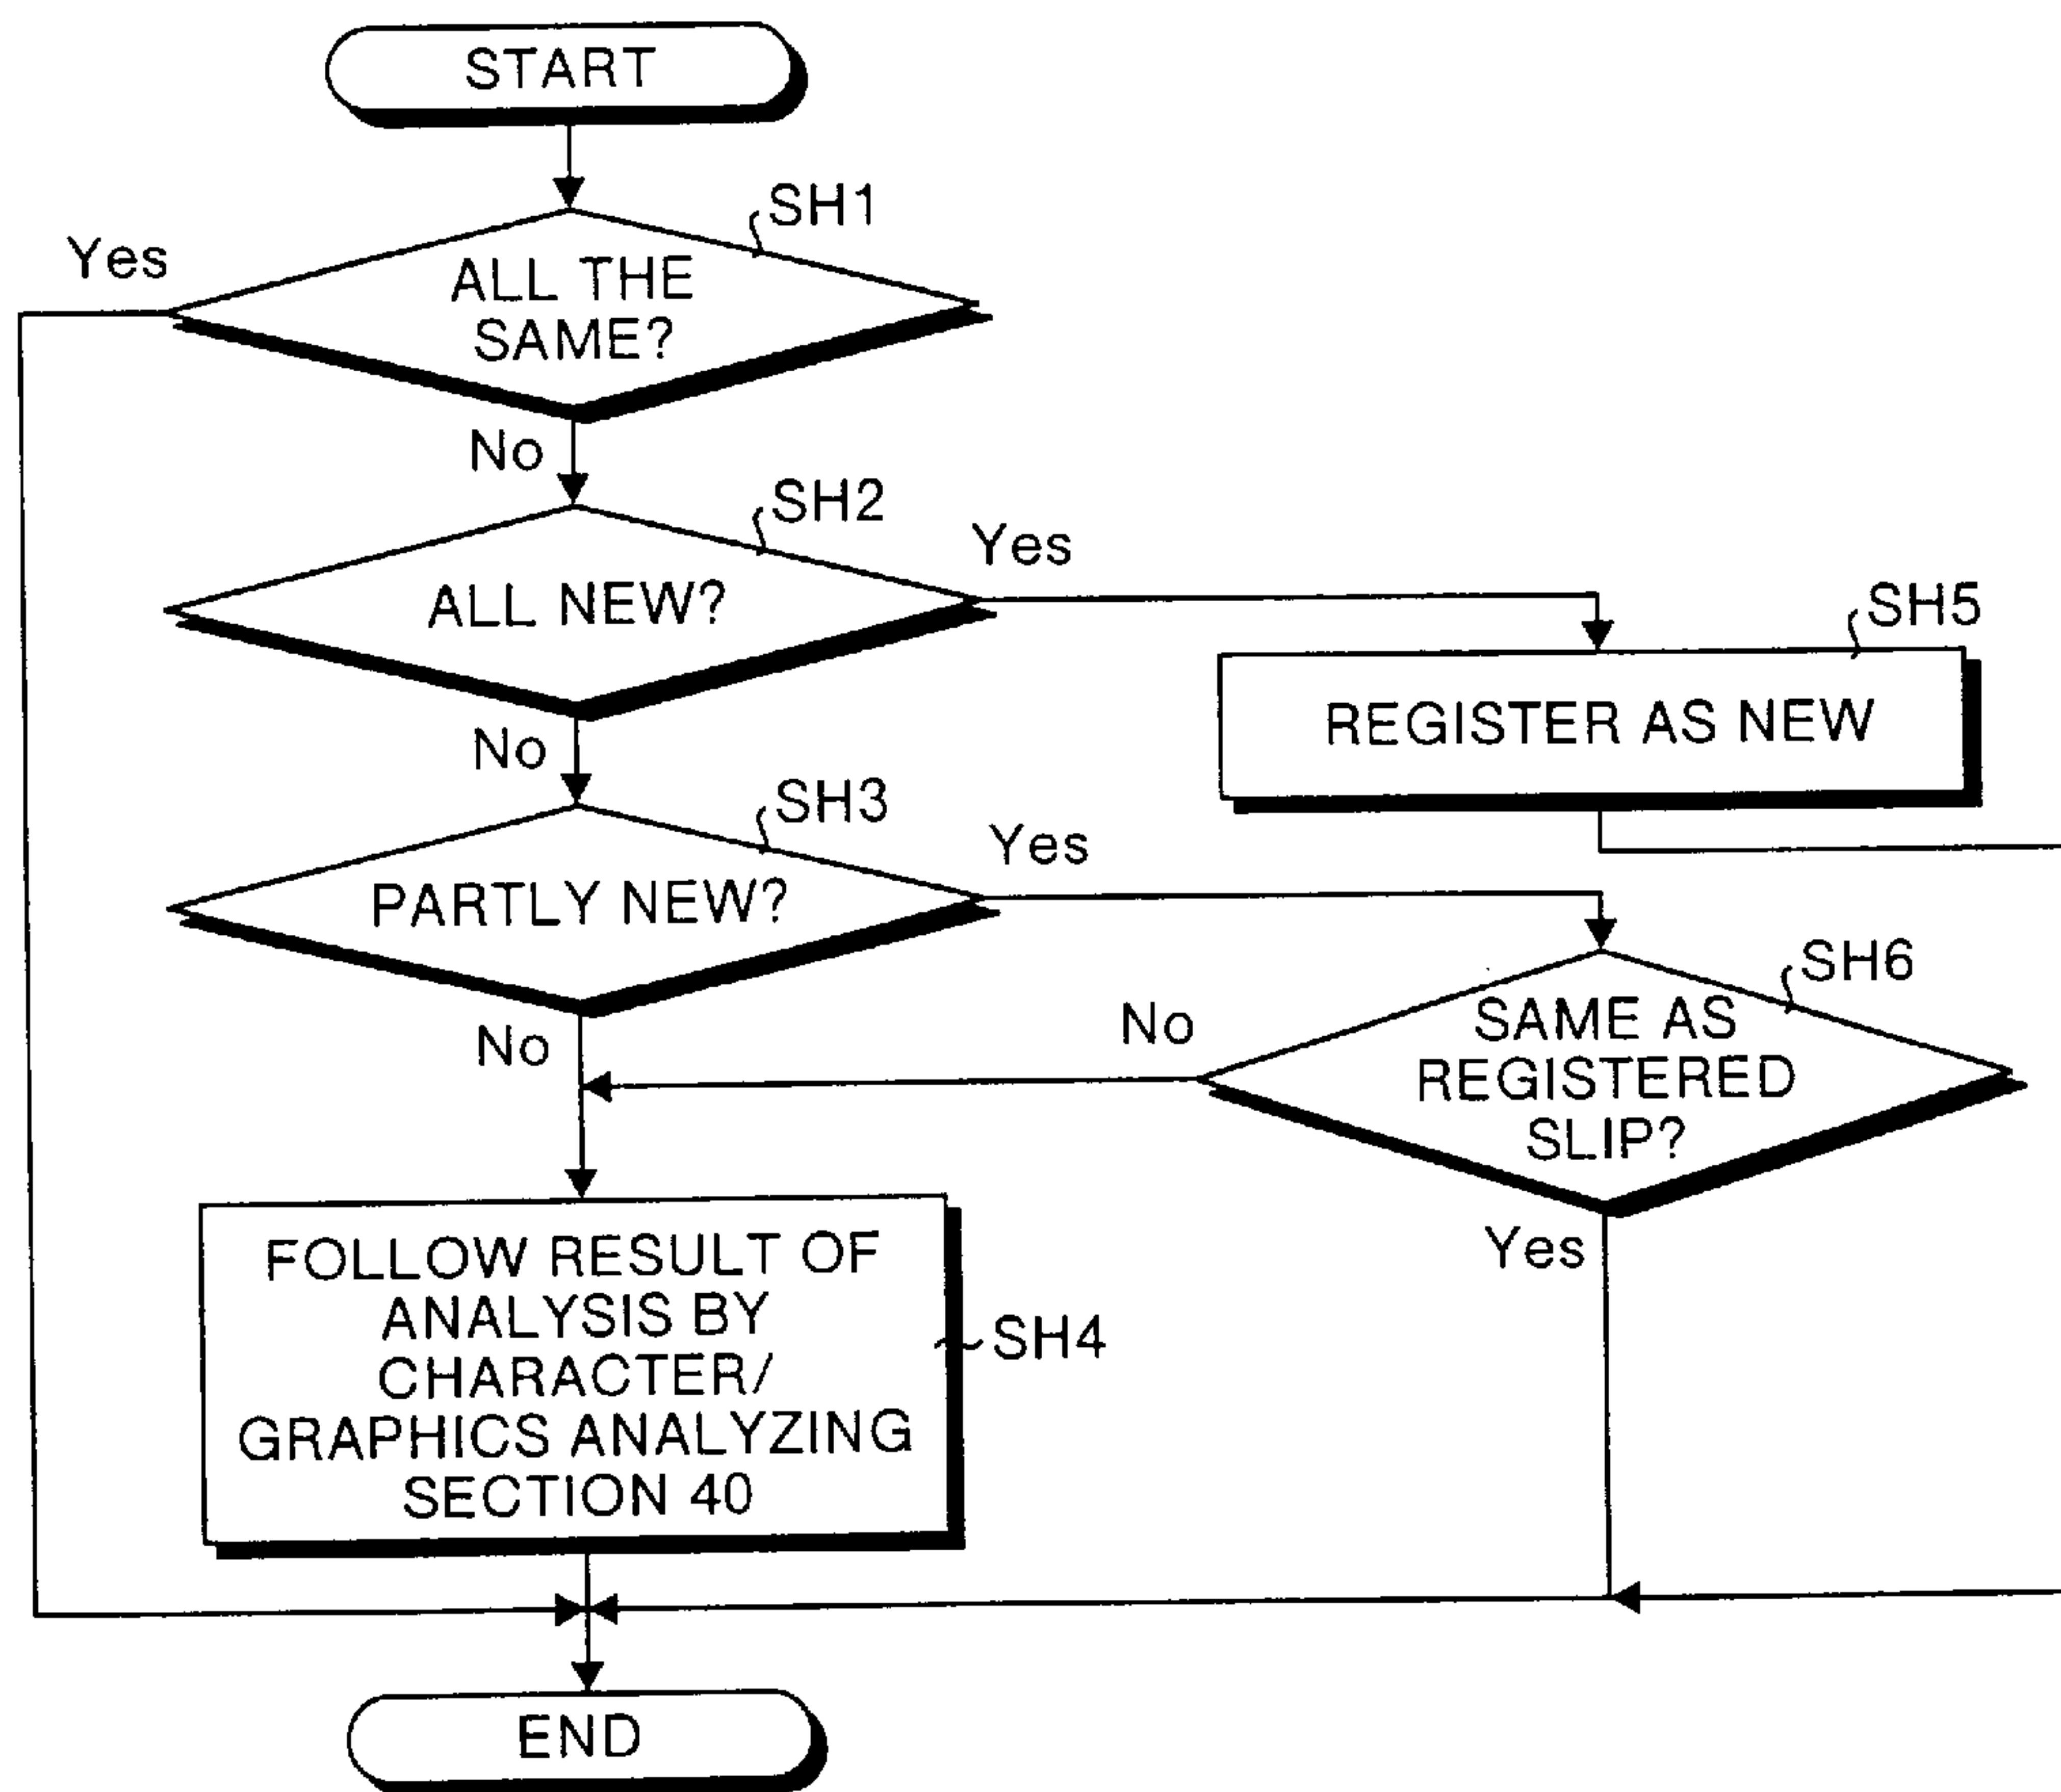 START
SH1
Yes
ALL THE
SAME?
No
SH2
Yes
ALL NEW?
SH5
REGISTER AS NEW
No
SH3
Yes
PARTLY NEW?
SH6
SAME AS
REGISTERED
SLIP?
No
No
Yes
FOLLOW RESULT OF
ANALYSIS BY
CHARACTER/
GRAPHICS ANALYZING
SECTION 40
SH4
END